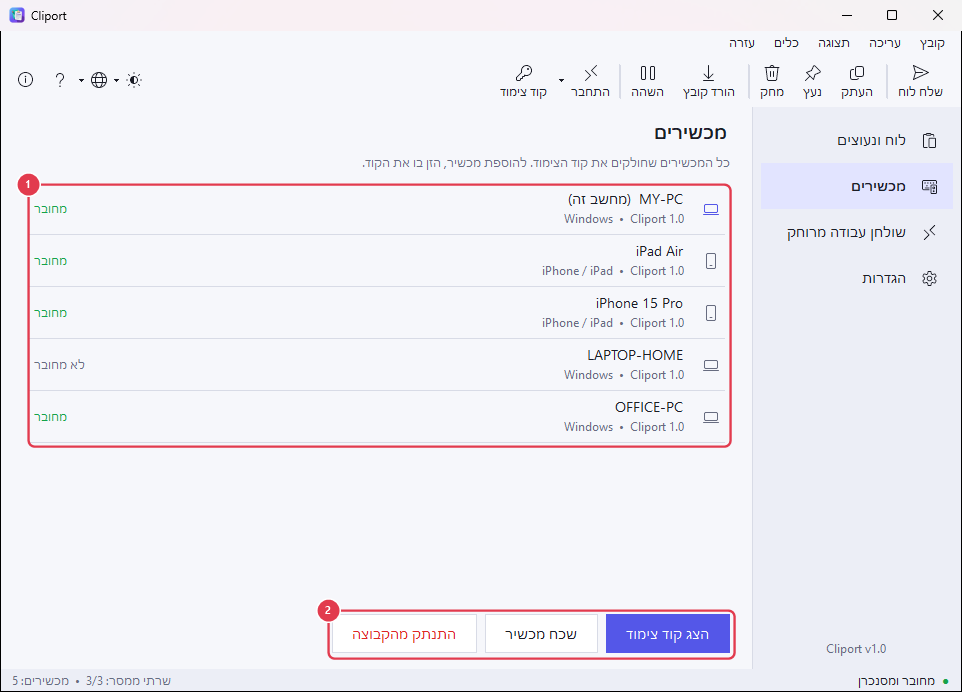 Cliport
קובץ עריכה תצוגה כלים עזרה
שלח לוח העתק נעץ מחק הורד קובץ השהה התחבר קוד צימוד ?
לוח ונעוצים
מכשירים
שולחן עבודה מרוחק
הגדרות
Cliport v1.0
מכשירים
כל המכשירים שחולקים את קוד הצימוד. להוספת מכשיר, הזן בו את הקוד.
1
MY-PC (מחשב זה)
Windows • Cliport 1.0
מחובר
iPad Air
iPhone / iPad • Cliport 1.0
מחובר
iPhone 15 Pro
iPhone / iPad • Cliport 1.0
מחובר
LAPTOP-HOME
Windows • Cliport 1.0
לא מחובר
OFFICE-PC
Windows • Cliport 1.0
מחובר
2
הצג קוד צימוד
שכח מכשיר
התנתק מהקבוצה
מחובר ומסנכרן
שרתי ממסר: 3/3 • מכשירים: 5